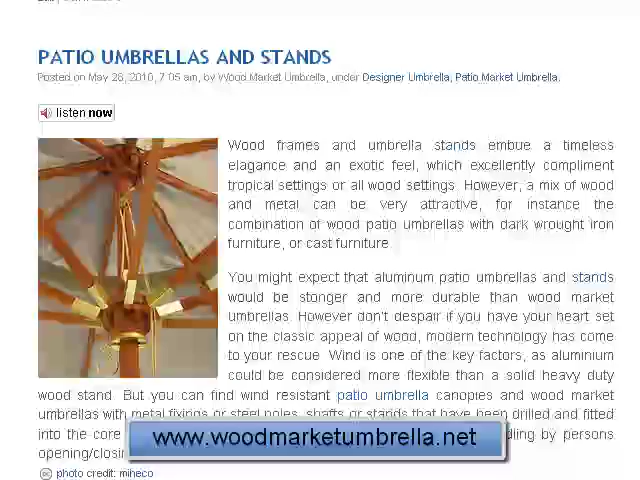 PATIO UMBRELLAS AND STANDS
Posted on May 26, 2010, 7:05 am, by Wood Market Umbrella, under Designer Umbrella, Patio Market Umbrella.
listen now
Wood frames and umbrella stands embue a timeless
elagance and an exotic feel, which excellently compliment
tropical settings or all wood settings. However, a mix of wood
and metal can be very attractive, for instance the
combination of wood patio umbrellas with dark wrought iron
furniture, or cast furniture
You might expect that aluminum patio umbrellas and stands
would be stonger and more durable than wood market
umbrellas. However don't despair if you have your heart set
on the classic appeal of wood, modern technology has come
to your rescue. Wind is one of the key factors, as aluminium
could be considered more flexible than a solid heavy duty
wood stand. But you can find wind resistant patio umbrella canopies and wood market
umbrellas with metal fixings or steel poles, shafts or stands that have been drilled and fitted
into the core by persons
opening/closing
www.woodmarketumbrella.net
cc photo credit: miheco